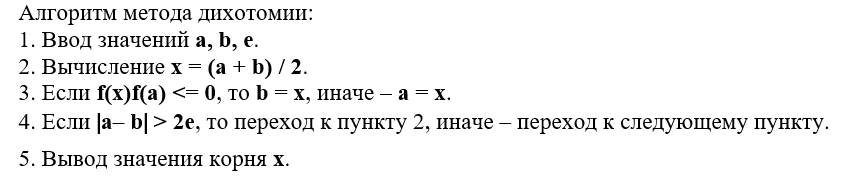 Алгоритм метода дихотомии:
1. Ввод значений a, b, e.
2. Вычисление x = (a + b) / 2.
3. Если f(x)f(a) <= 0, то b = x, иначе – a = x.
4. Если |a– b| > 2e, то переход к пункту 2, иначе – переход к следующему пункту.
5. Вывод значения корня x.